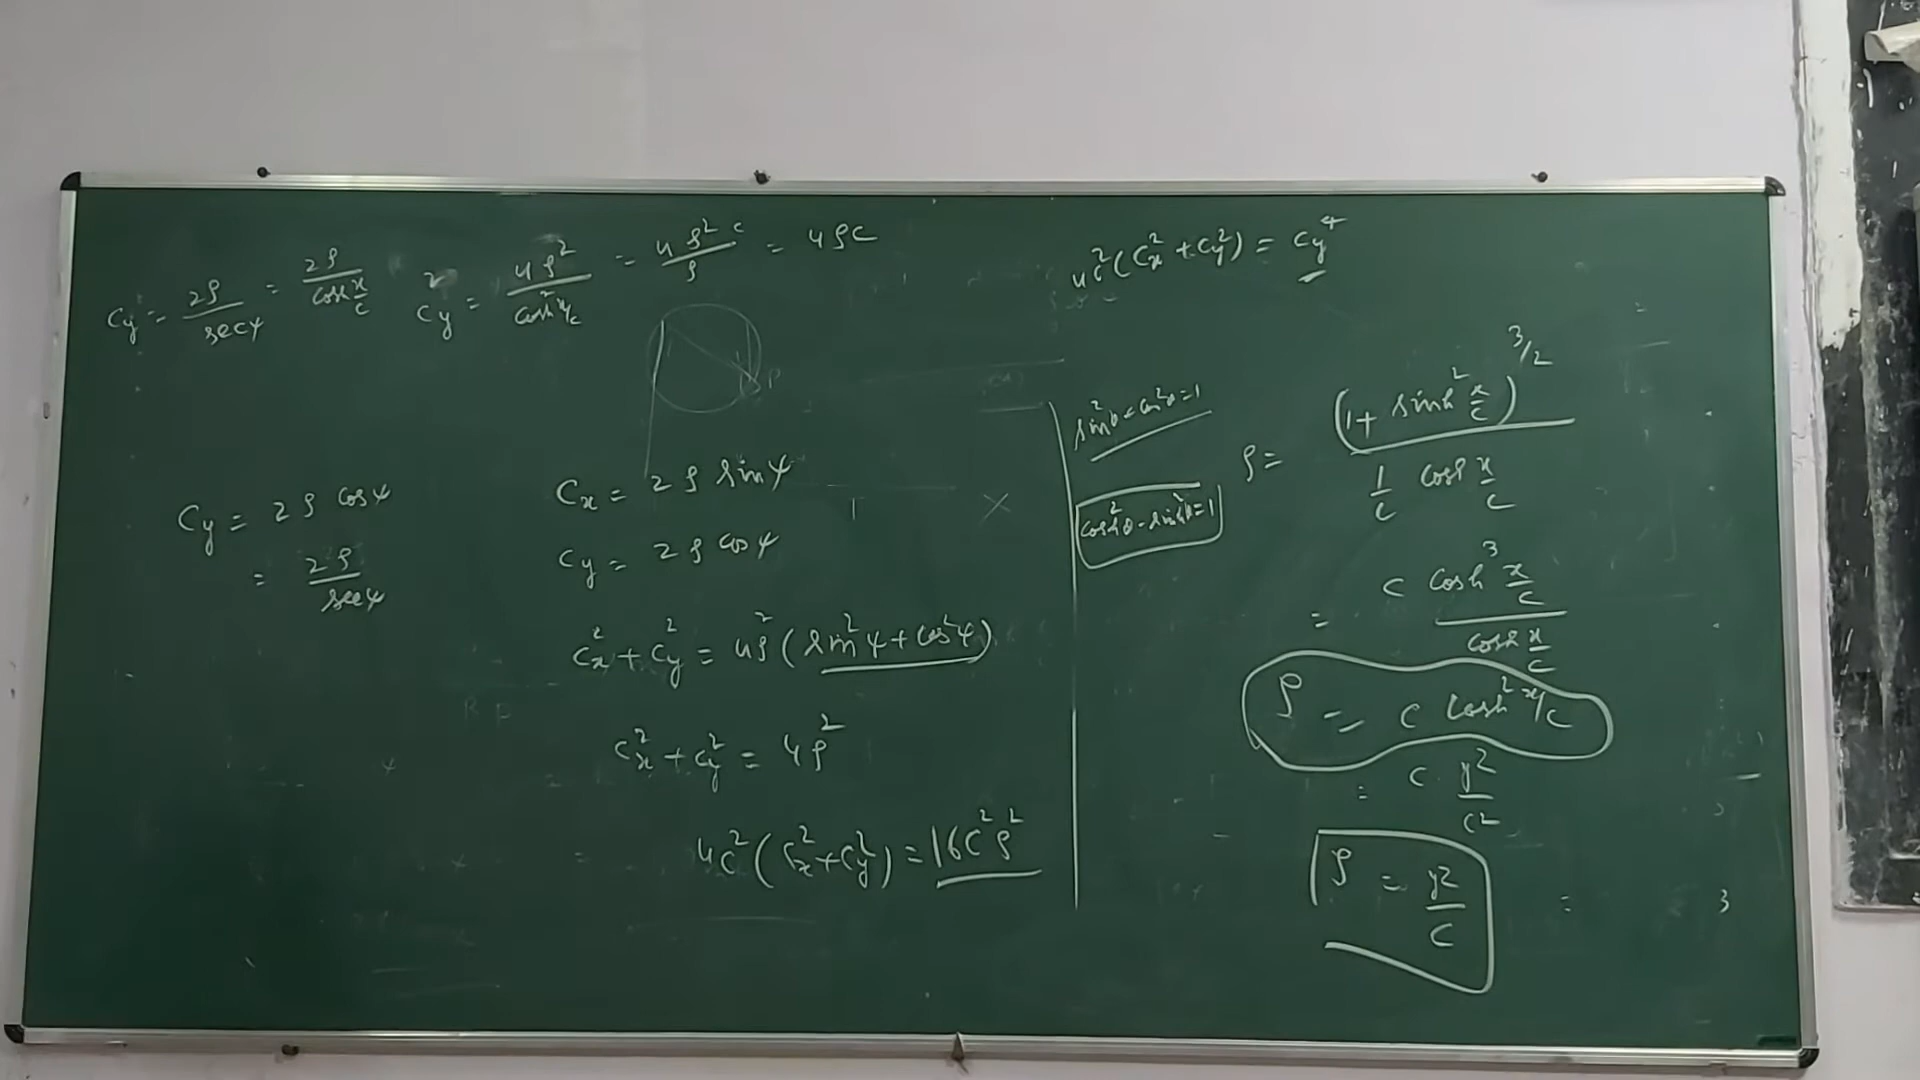 Cy = 2ρ/secψ = 2ρ/cosh x/c
Cy² = 4ρ²/cosh² x/c = 4ρ² c/ρ = 4ρc
Cy = 2ρ cosψ
= 2ρ/secψ
P
Cx = 2ρ sinψ
Cy = 2ρ cosψ
Cx² + Cy² = 4ρ² (sin²ψ + cos²ψ)
Cx² + Cy² = 4ρ²
4c² (Cx² + Cy²) = 16c²ρ²
4c² (Cx² + Cy²) = Cy⁴
sin²θ + cos²θ = 1
cosh²θ - sinh²θ = 1
ρ = (1 + sinh² x/c)^3/2 / 1/c cosh x/c
= c cosh³ x/c / cosh x/c
ρ = c cosh² x/c
= c · y²/c²
ρ = y²/c